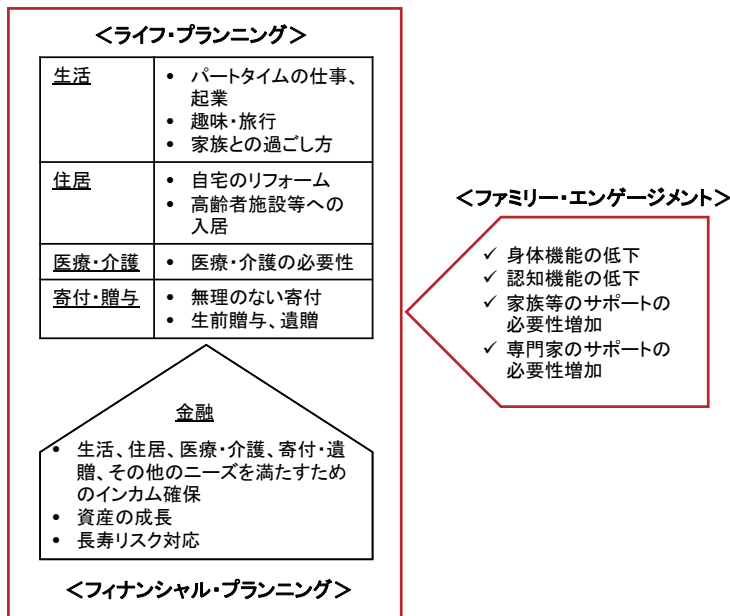 ＜ライフ・プランニング＞
生活
• パートタイムの仕事、
起業
• 趣味・旅行
• 家族との過ごし方
住居
• 自宅のリフォーム
• 高齢者施設等への
入居
医療・介護
• 医療・介護の必要性
寄付・贈与
• 無理のない寄付
• 生前贈与、遺贈
金融
• 生活、住居、医療・介護、寄付・遺
贈、その他のニーズを満たすため
のインカム確保
• 資産の成長
• 長寿リスク対応
＜フィナンシャル・プランニング＞
＜ファミリー・エンゲージメント＞
✓ 身体機能の低下
✓ 認知機能の低下
✓ 家族等のサポートの
必要性増加
✓ 専門家のサポートの
必要性増加